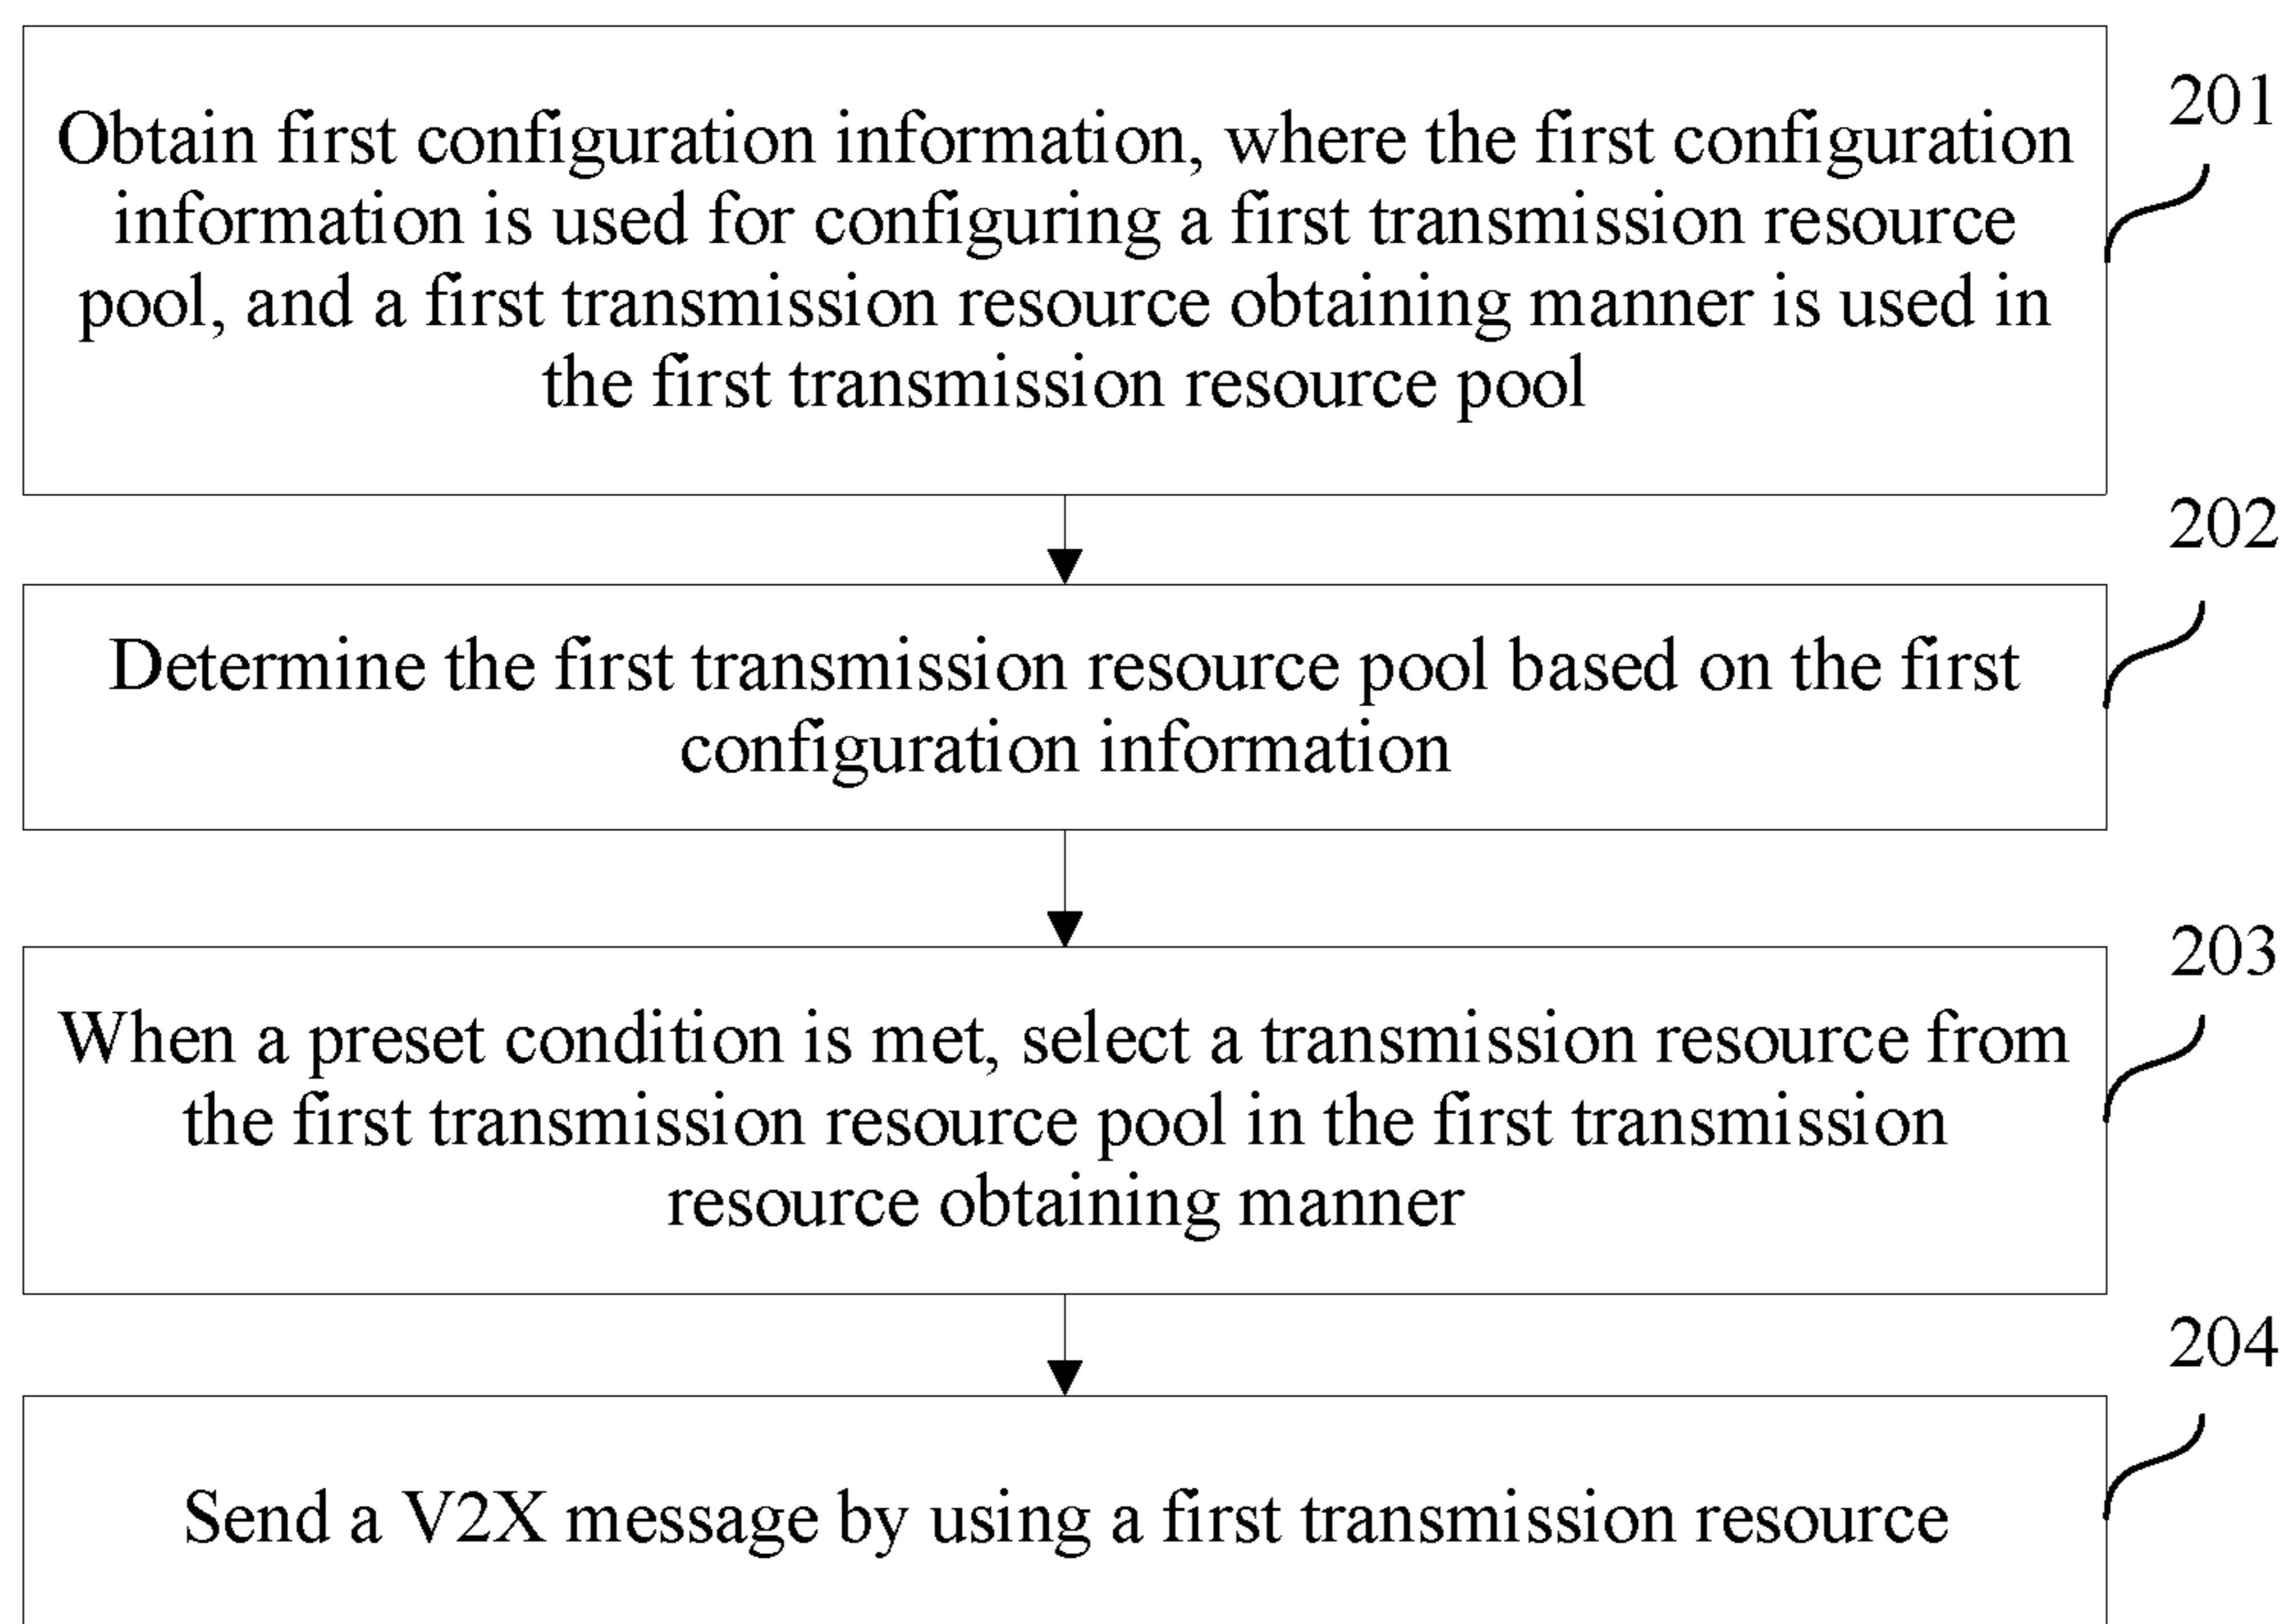 Obtain first configuration information, where the first configuration
information is used for configuring a first transmission resource
pool, and a first transmission resource obtaining manner is used in
the first transmission resource pool
201
Determine the first transmission resource pool based on the first
configuration information
202
When a preset condition is met, select a transmission resource from
the first transmission resource pool in the first transmission
resource obtaining manner
203
Send a V2X message by using a first transmission resource
204